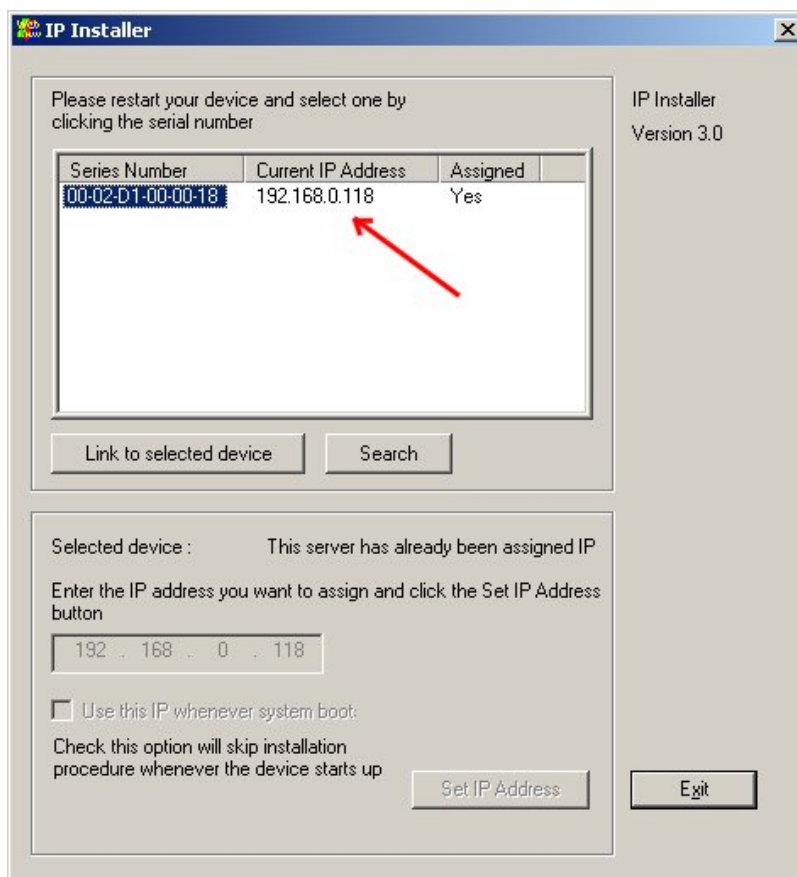 IP Installer
Please restart your device and select one by
clicking the serial number
IP Installer
Version 3.0
Series Number Current IP Address Assigned
00-02-D1-00-00-18 192.168.0.118 Yes
Link to selected device Search
Selected device : This server has already been assigned IP
Enter the IP address you want to assign and click the Set IP Address
button
192 . 168 . 0 . 118
Use this IP whenever system boot:
Check this option will skip installation
procedure whenever the device starts up
Set IP Address Exit